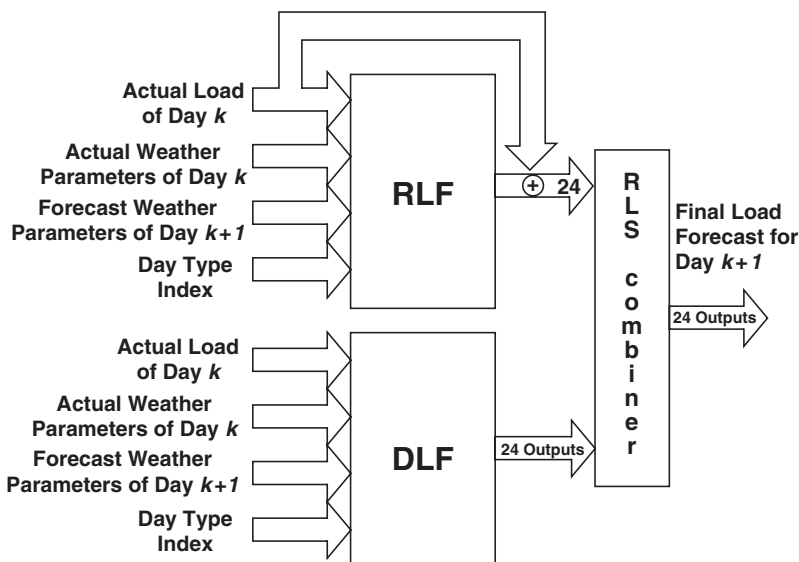 Actual Load
of Day k
Actual Weather
Parameters of Day k
Forecast Weather
Parameters of Day k+1
Day Type
Index
RLF
+ 24
Actual Load
of Day k
Actual Weather
Parameters of Day k
Forecast Weather
Parameters of Day k+1
Day Type
Index
DLF
24 Outputs
RLS combiner
Final Load
Forecast for
Day k+1
24 Outputs